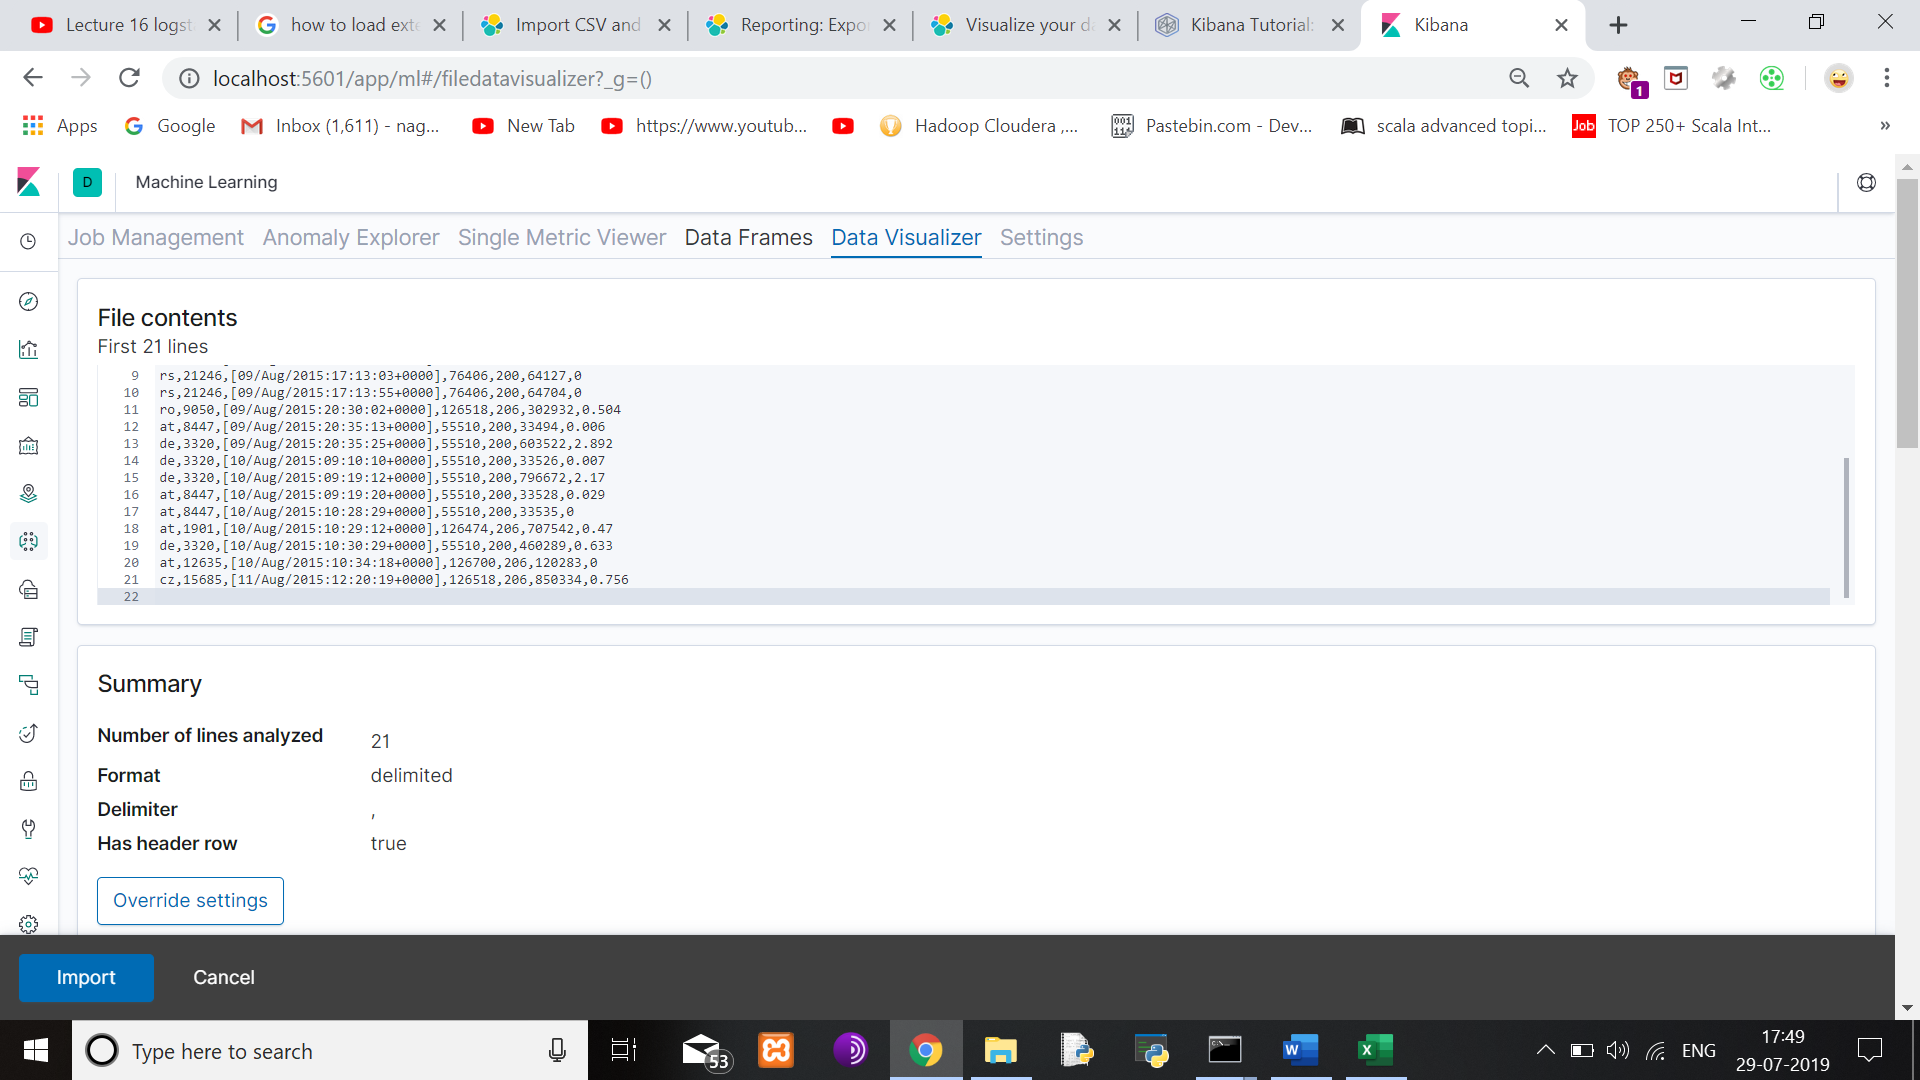 Lecture 16 logst
how to load exte
Import CSV and
Reporting: Expo
Visualize your da
Kibana Tutorial:
Kibana
localhost:5601/app/ml#/filedatavisualizer?_g=()
1
Apps
Google
Inbox (1,611) - nag...
New Tab
https://www.youtub...
Hadoop Cloudera ,...
Pastebin.com - Dev...
scala advanced topi...
Job
TOP 250+ Scala Int...
»
D
Machine Learning
Job Management
Anomaly Explorer
Single Metric Viewer
Data Frames
Data Visualizer
Settings
File contents
First 21 lines
9 rs,21246,[09/Aug/2015:17:13:03+0000],76406,200,64127,0
10 rs,21246,[09/Aug/2015:17:13:55+0000],76406,200,64704,0
11 ro,9050,[09/Aug/2015:20:30:02+0000],126518,206,302932,0.504
12 at,8447,[09/Aug/2015:20:35:13+0000],55510,200,33494,0.006
13 de,3320,[09/Aug/2015:20:35:25+0000],55510,200,603522,2.892
14 de,3320,[10/Aug/2015:09:10:10+0000],55510,200,33526,0.007
15 de,3320,[10/Aug/2015:09:19:12+0000],55510,200,796672,2.17
16 at,8447,[10/Aug/2015:09:19:20+0000],55510,200,33528,0.029
17 at,8447,[10/Aug/2015:10:28:29+0000],55510,200,33535,0
18 at,1901,[10/Aug/2015:10:29:12+0000],126474,206,707542,0.47
19 de,3320,[10/Aug/2015:10:30:29+0000],55510,200,460289,0.633
20 at,12635,[10/Aug/2015:10:34:18+0000],126700,206,120283,0
21 cz,15685,[11/Aug/2015:12:20:19+0000],126518,206,850334,0.756
22
Summary
Number of lines analyzed 21
Format delimited
Delimiter ,
Has header row true
Override settings
Import
Cancel
Type here to search
53
ENG
17:49
29-07-2019